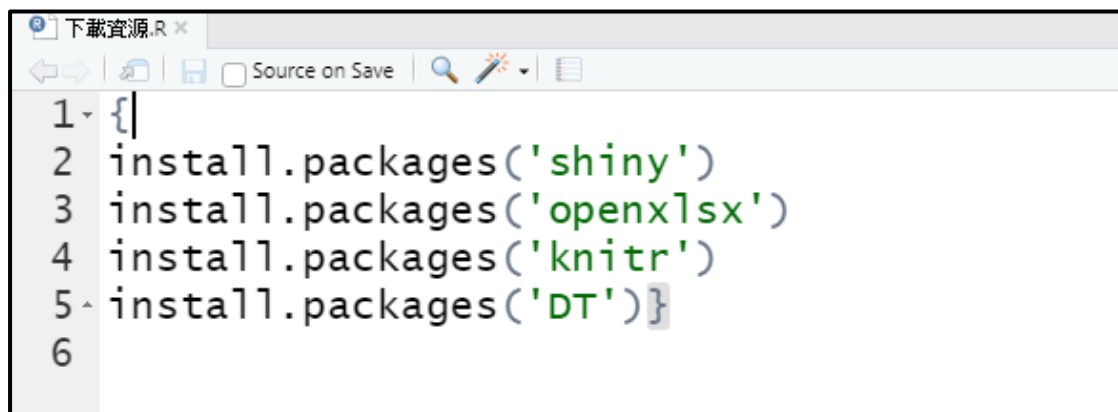 下載資源.R
Source on Save
1 {
2 install.packages('shiny')
3 install.packages('openxlsx')
4 install.packages('knitr')
5 install.packages('DT')}
6